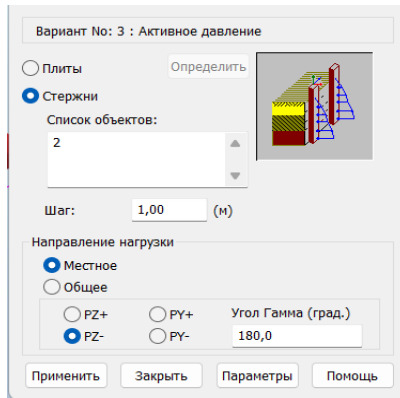 Вариант No: 3 : Активное давление
Плиты
Определить
Стержни
Список объектов:
2
Шаг: 1,00 (м)
Направление нагрузки
Местное
Общее
PZ+ PY+ Угол Гамма (град.)
PZ- PY- 180,0
Применить Закрыть Параметры Помощь